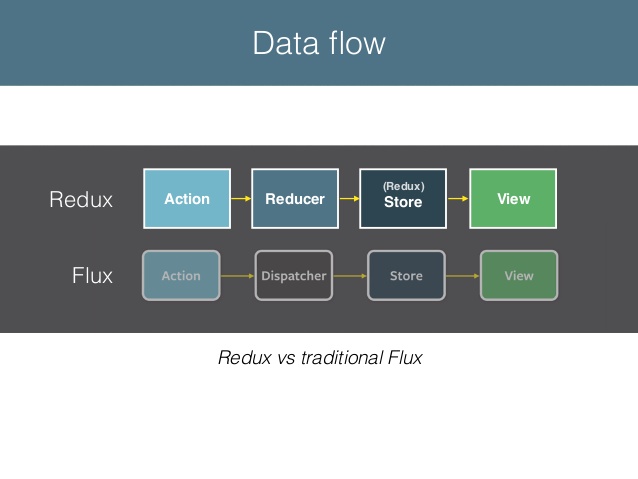 Data flow
Redux
Action
Reducer
(Redux)
Store
View
Flux
Action
Dispatcher
Store
View
Redux vs traditional Flux